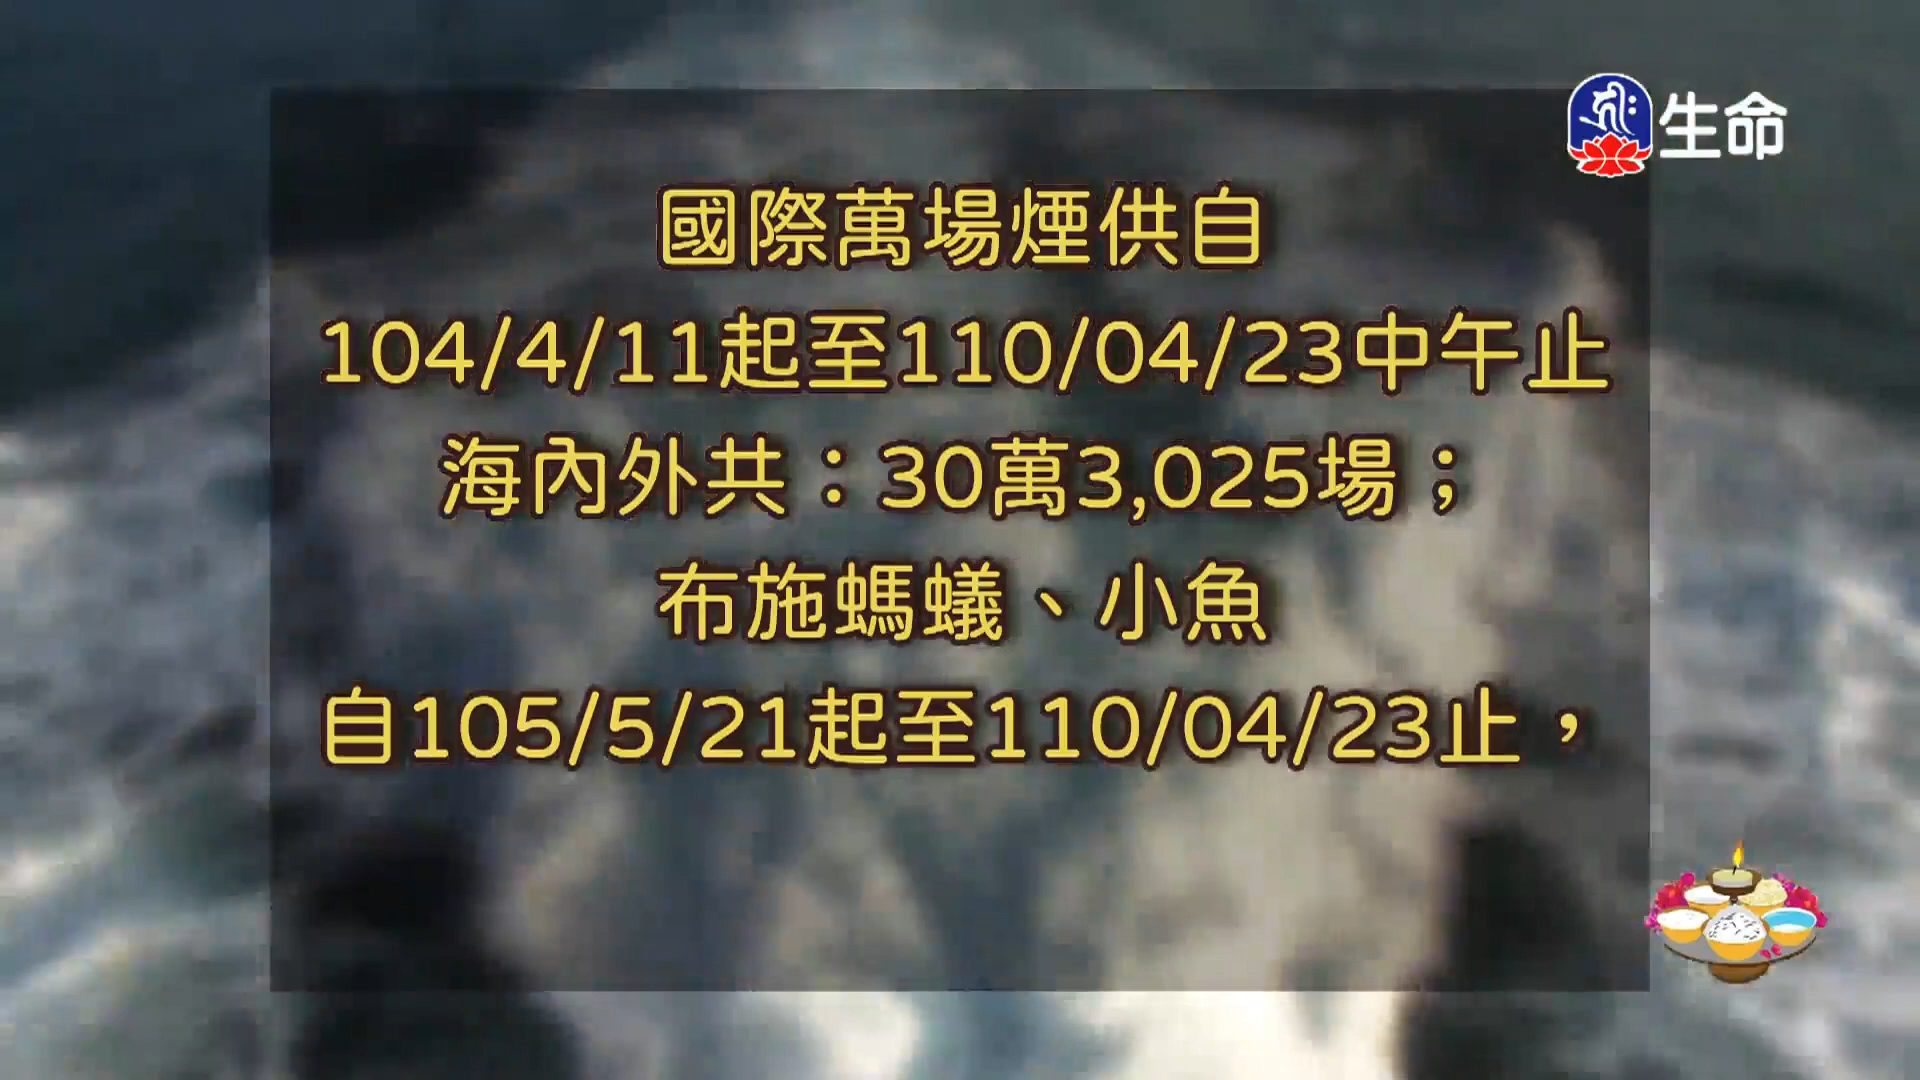 生命
國際萬場煙供自
104/4/11起至110/04/23中午止
海內外共：30萬3,025場；
布施螞蟻、小魚
自105/5/21起至110/04/23止，